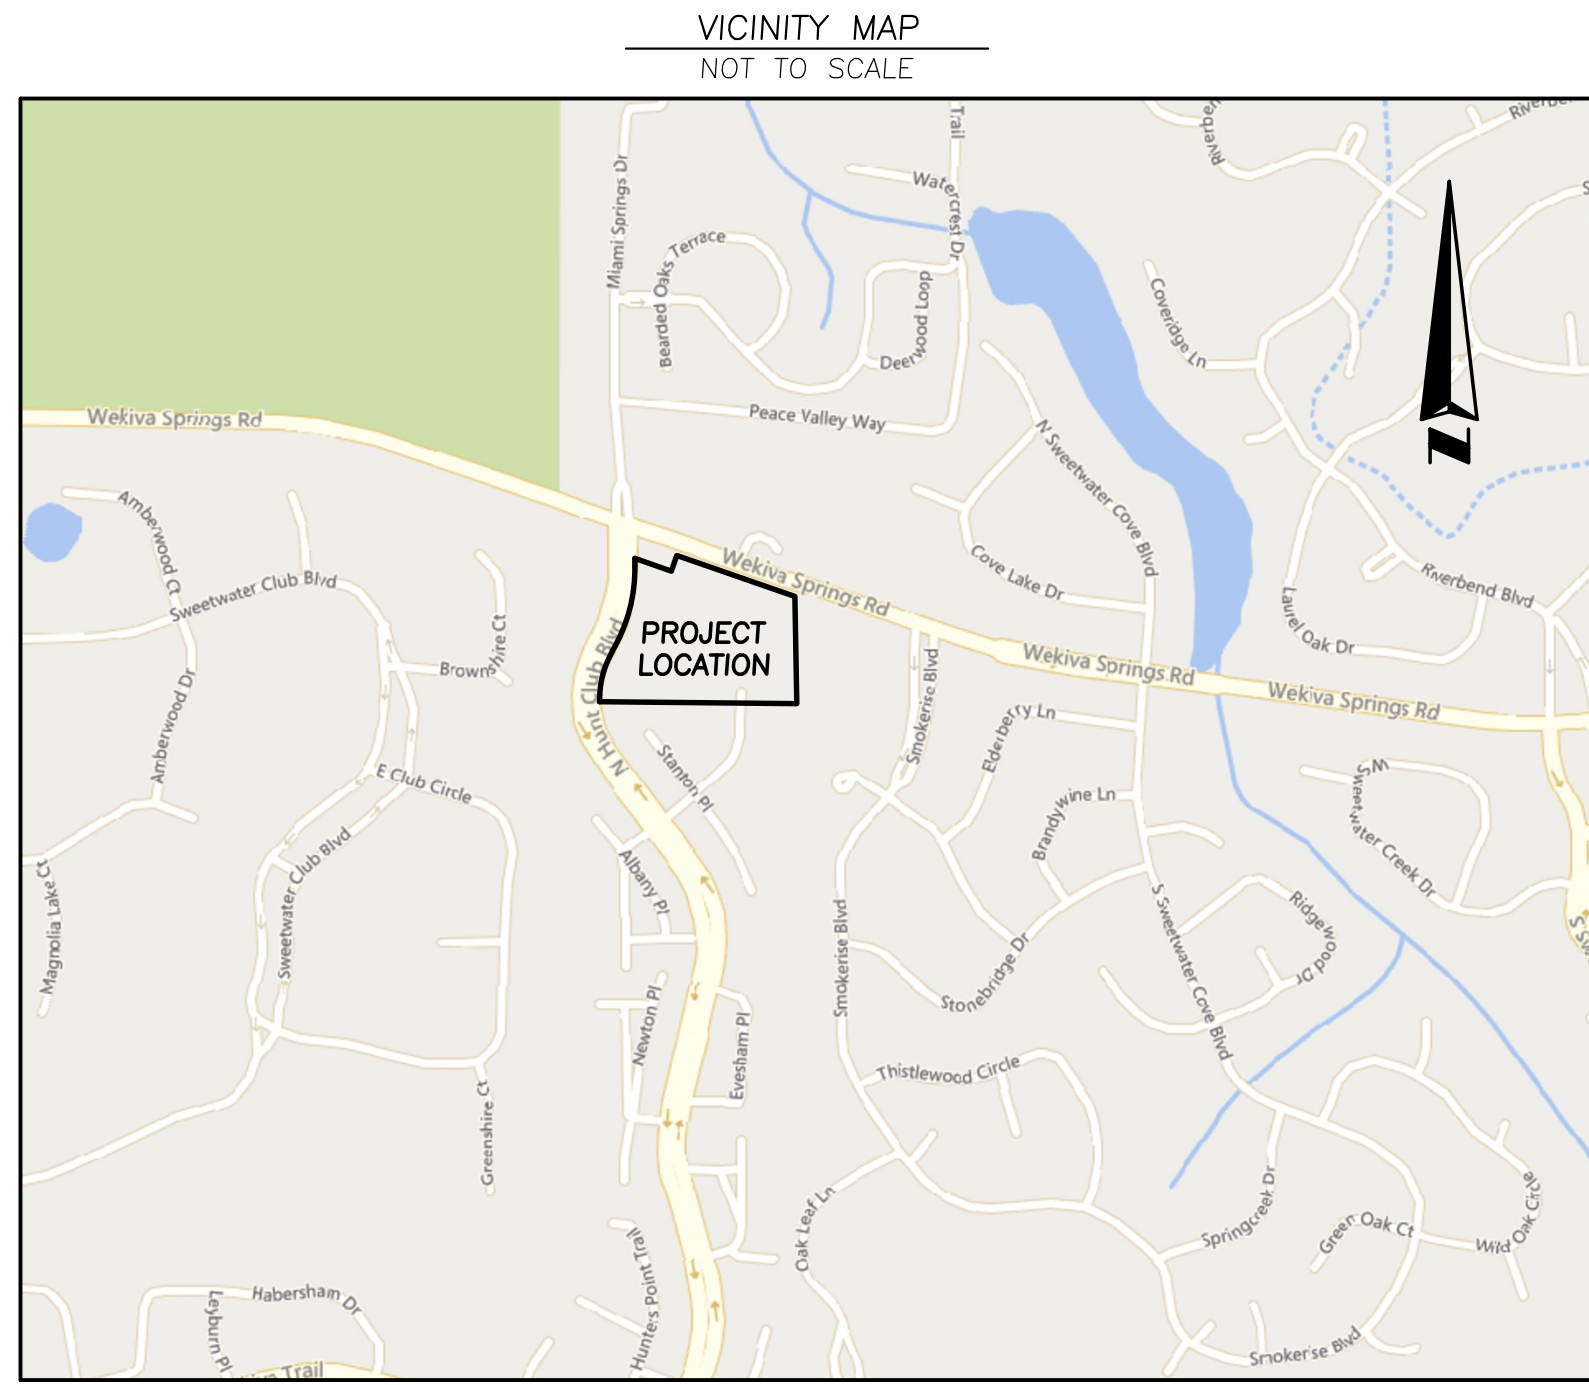 VICINITY MAP
NOT TO SCALE
Trail
Miami Springs Dr
Watercrest Dr
Bearded Oaks Terrace
Deerwood Loop
Coveridge Ln
Wekiva Springs Rd
Peace Valley Way
N Sweetwater Cove Blvd
N
Amberwood Ct
Sweetwater Club Blvd
Wekiva Springs Rd
Cove Lake Dr
Riverbend Blvd
Laurel Oak Dr
PROJECT
LOCATION
N Hunt Club Blvd
Brownshire Ct
Smokerise Blvd
Wekiva Springs Rd
Wekiva Springs Rd
Amberwood Dr
Elderberry Ln
Stanton Pl
E Club Circle
Brandywine Ln
W Sweetwater Creek Dr
Sweetwater Club Blvd
Albany Pl
Magnolia Lake Ct
Smokerise Blvd
Stonebridge Dr
S Sweetwater Cove Blvd
Ridgewood Dr
Newton Pl
Evesham Pl
Thistlewood Circle
Greenshire Ct
Oak Leaf Ln
Springcreek Dr
Green Oak Ct
Wild Oak Circle
Hunters Point Trail
Habersham Dr
Leyburn Pl
Trail
Smokerise Blvd